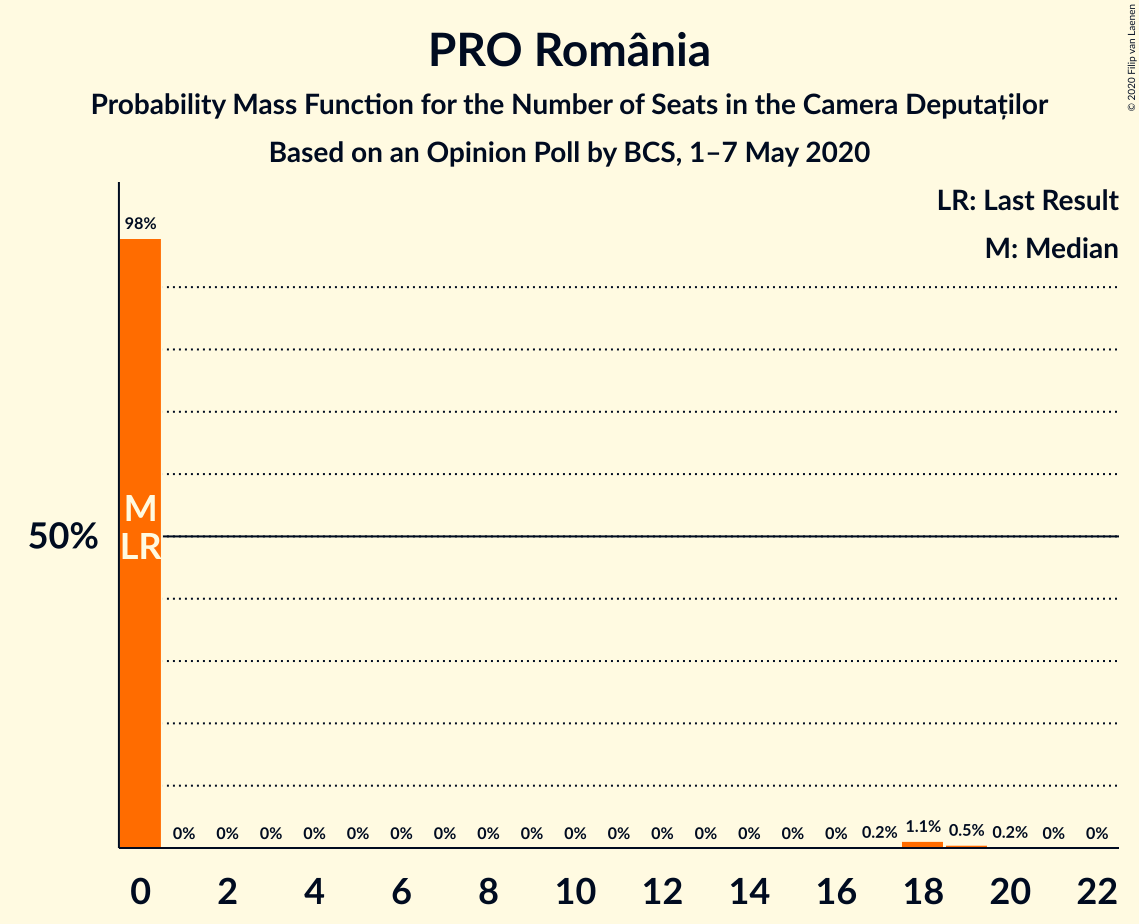 PRO România
Probability Mass Function for the Number of Seats in the Camera Deputaților
Based on an Opinion Poll by BCS, 1–7 May 2020
© 2020 Filip van Laenen
LR: Last Result
M: Median
98%
M
LR
50%
0% 0% 0% 0% 0% 0% 0% 0% 0% 0% 0% 0% 0% 0% 0% 0% 0.2% 1.1% 0.5% 0.2% 0% 0%
0 2 4 6 8 10 12 14 16 18 20 22